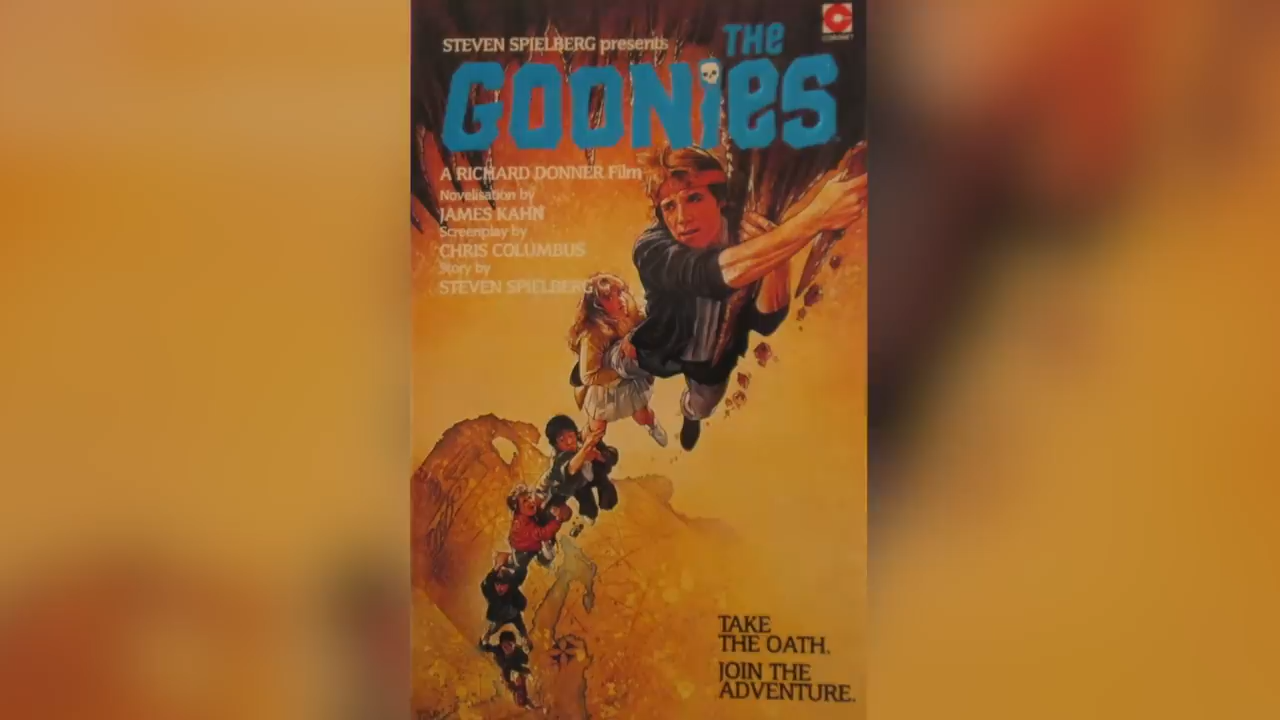 STEVEN SPIELBERG presents
THE
GOONIES
A RICHARD DONNER Film
Novelisation by
JAMES KAHN
Screenplay by
CHRIS COLUMBUS
Story by
STEVEN SPIELBERG
TAKE
THE OATH.
JOIN THE
ADVENTURE.